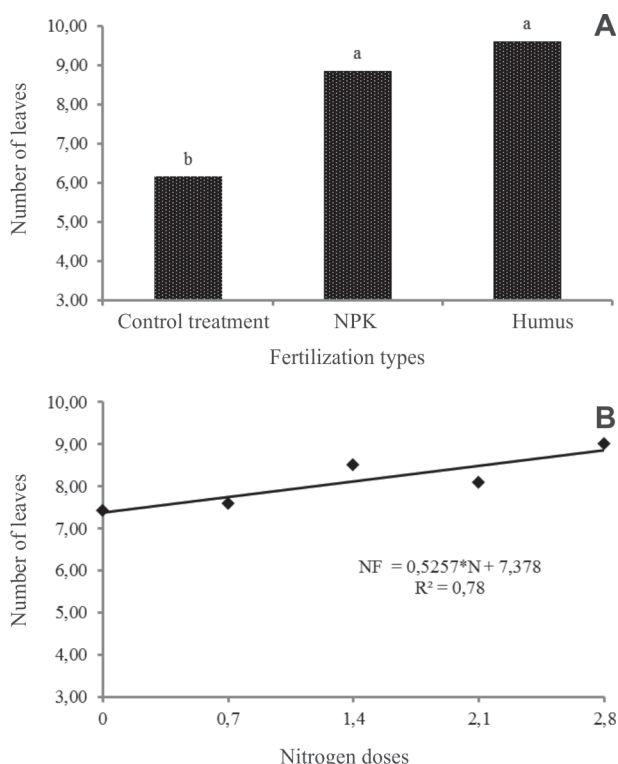 A
10,00
9,00
8,00
7,00
6,00
5,00
4,00
3,00
Number of leaves
b
a
a
Control treatment NPK Humus
Fertilization types
B
10,00
9,00
8,00
7,00
6,00
5,00
4,00
3,00
Number of leaves
NF = 0,5257*N + 7,378
R² = 0,78
0 0,7 1,4 2,1 2,8
Nitrogen doses